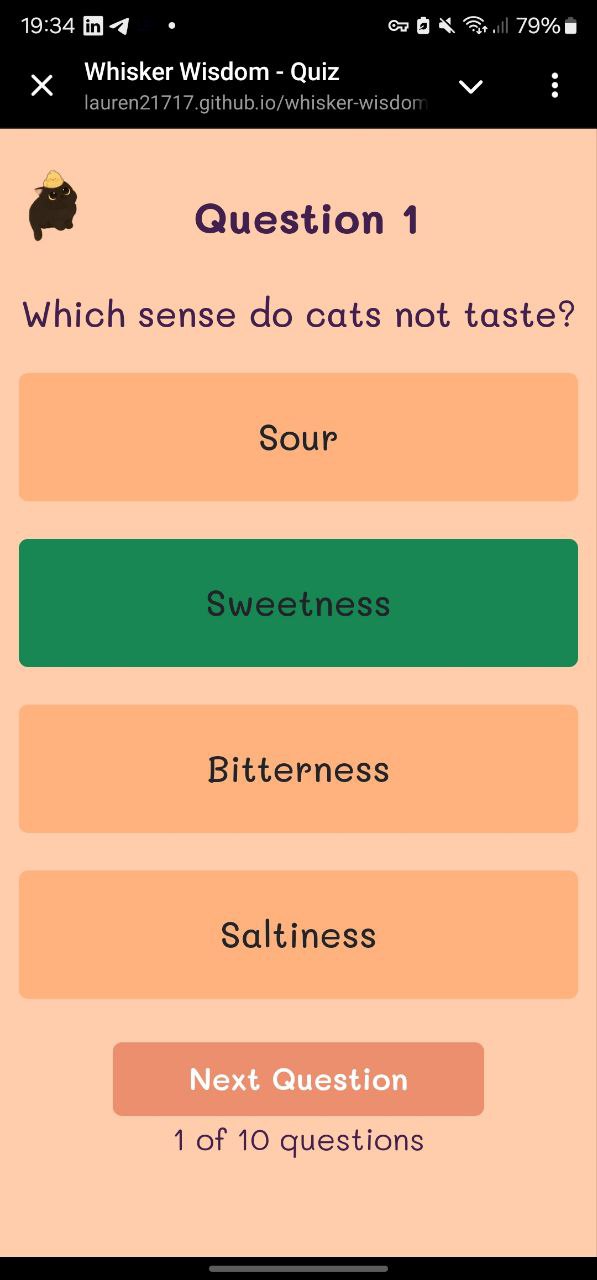 19:34
79%
Whisker Wisdom - Quiz
lauren21717.github.io/whisker-wisdom
Question 1
Which sense do cats not taste?
Sour
Sweetness
Bitterness
Saltiness
Next Question
1 of 10 questions